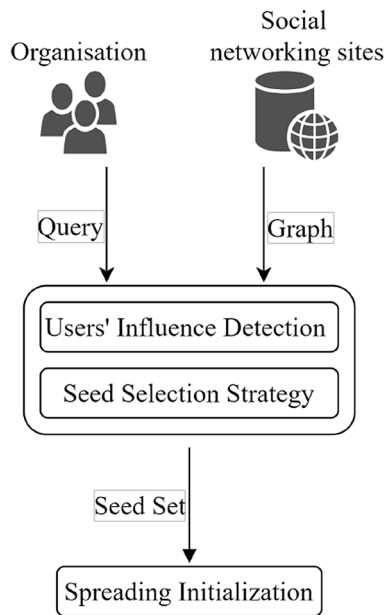 Organisation
Social
networking sites
Query
Graph
Users' Influence Detection
Seed Selection Strategy
Seed Set
Spreading Initialization